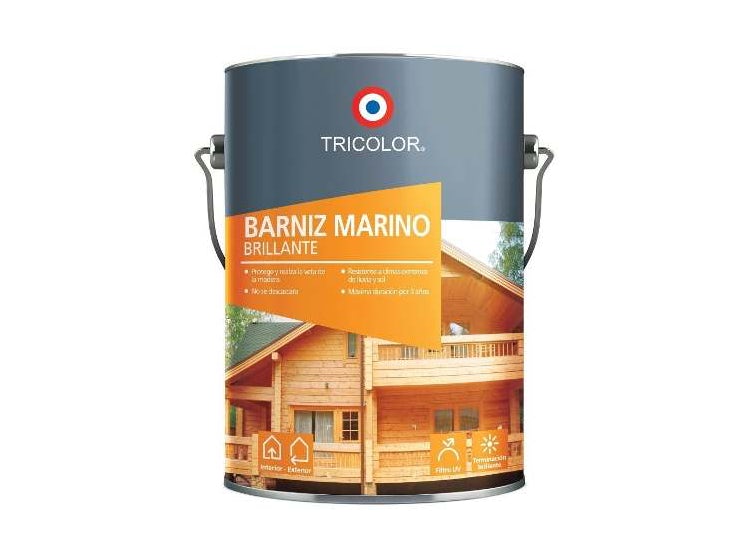 TRICOLOR®
BARNIZ MARINO
BRILLANTE
• Protege y realza la veta de
la madera
• No se descascara
• Resistente a climas extremos
de lluvia y sol
• Máxima duración por 3 años
Interior - Exterior
Filtro UV
Terminación
brillante